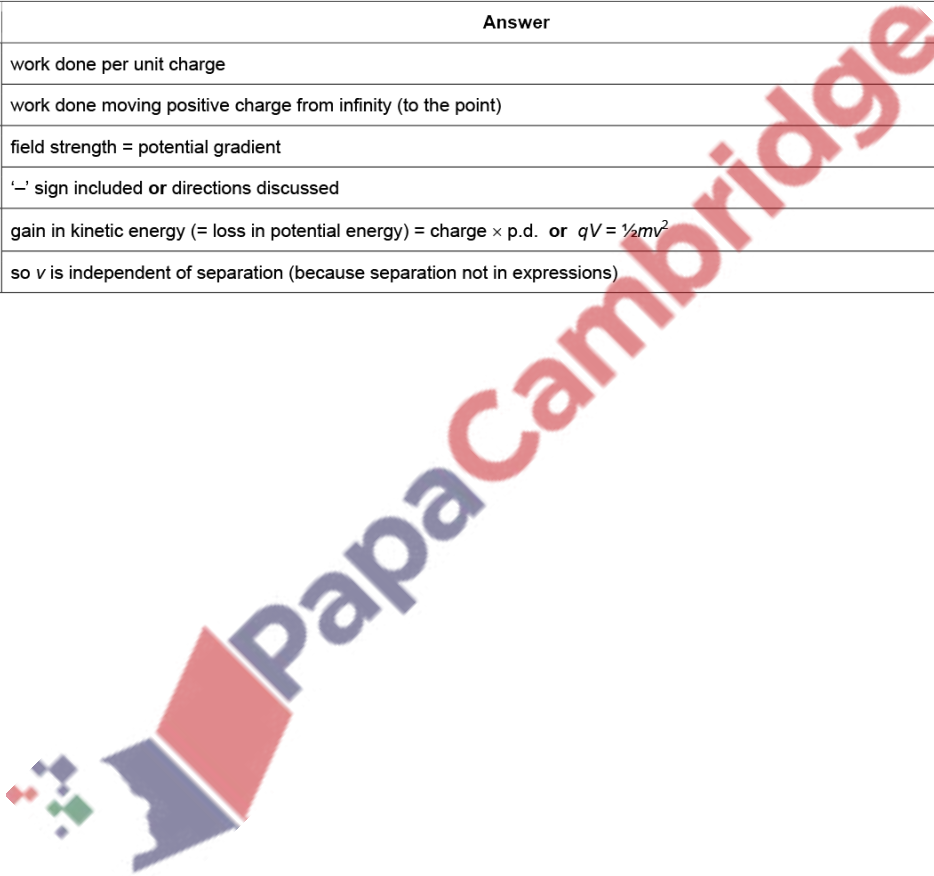 Answer
work done per unit charge
work done moving positive charge from infinity (to the point)
field strength = potential gradient
‘–’ sign included or directions discussed
gain in kinetic energy (= loss in potential energy) = charge × p.d. or qV = ½mv²
so v is independent of separation (because separation not in expressions)
PapaCambridge